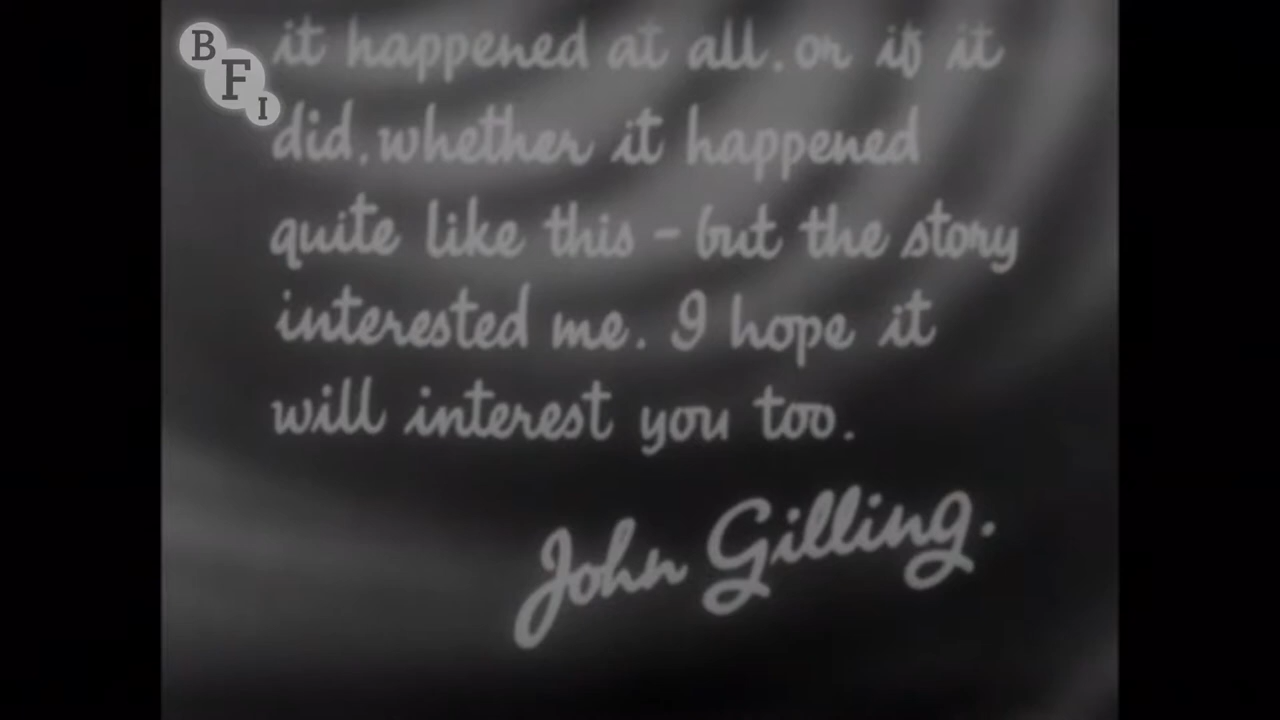 BFI
it happened at all. or if it
did. whether it happened
quite like this - but the story
interested me. I hope it
will interest you too.
John Gilling.